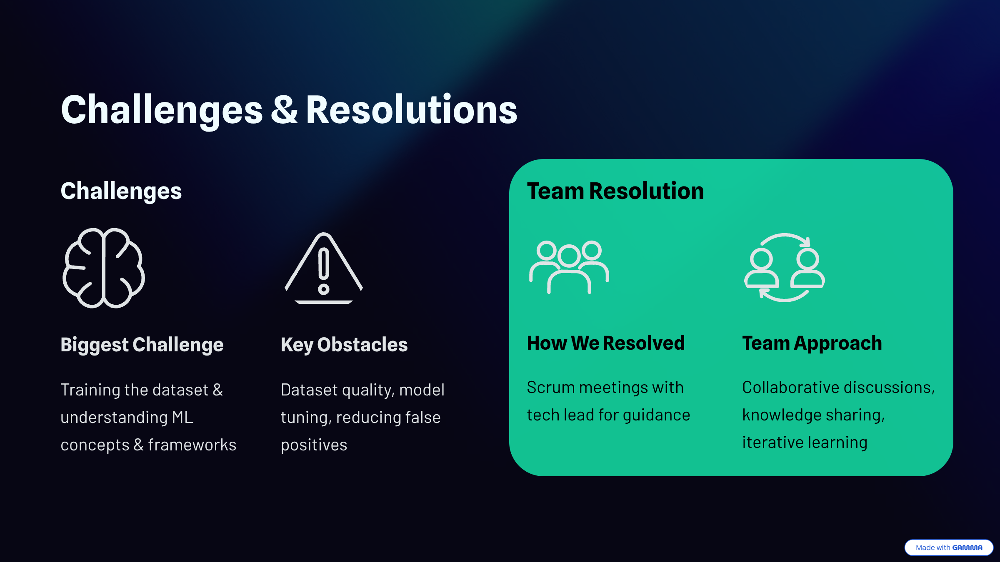 Challenges & Resolutions
Challenges
Biggest Challenge
Training the dataset &
understanding ML
concepts & frameworks
Key Obstacles
Dataset quality, model
tuning, reducing false
positives
Team Resolution
How We Resolved
Scrum meetings with
tech lead for guidance
Team Approach
Collaborative discussions,
knowledge sharing,
iterative learning
Made with GAMMA